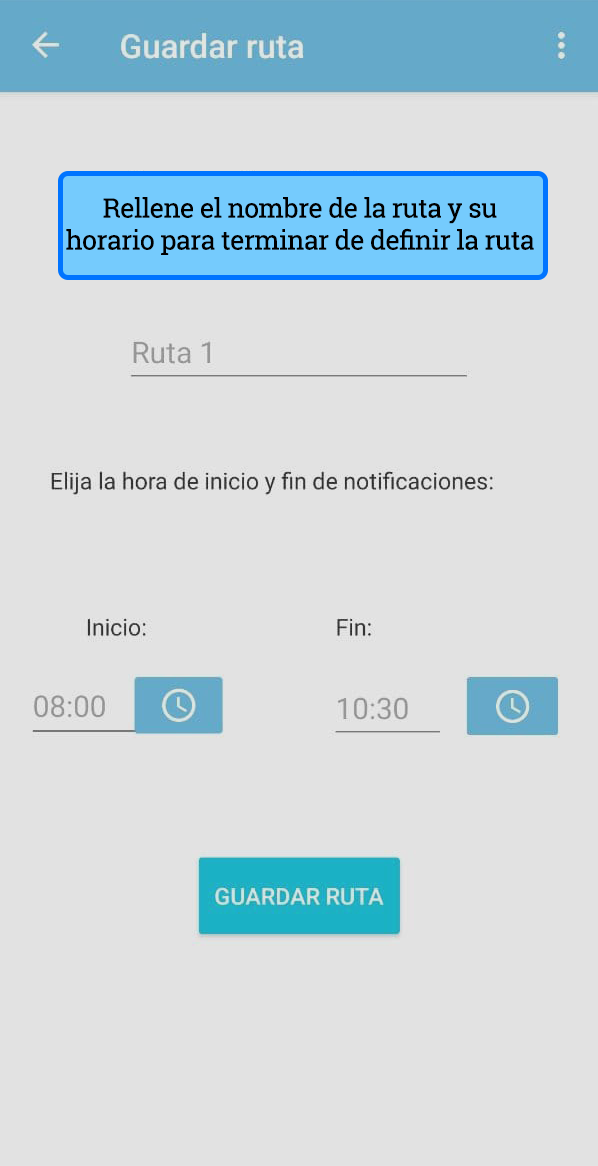 Guardar ruta
Rellene el nombre de la ruta y su
horario para terminar de definir la ruta
Ruta 1
Elija la hora de inicio y fin de notificaciones:
Inicio:
Fin:
08:00
10:30
GUARDAR RUTA